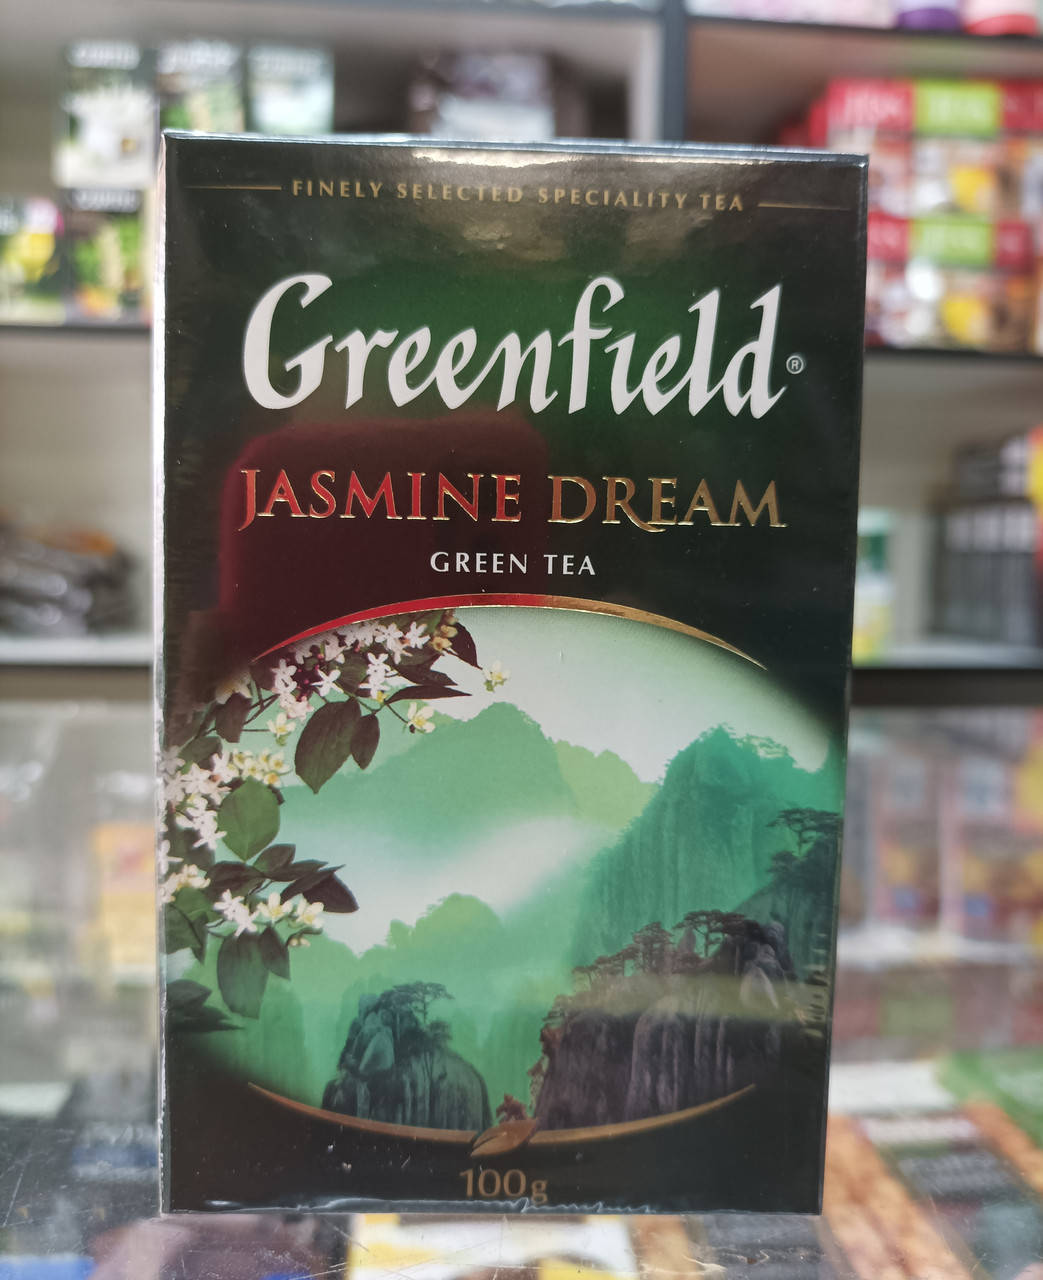 FINELY SELECTED SPECIALITY TEA
Greenfield®
JASMINE DREAM
GREEN TEA
100g